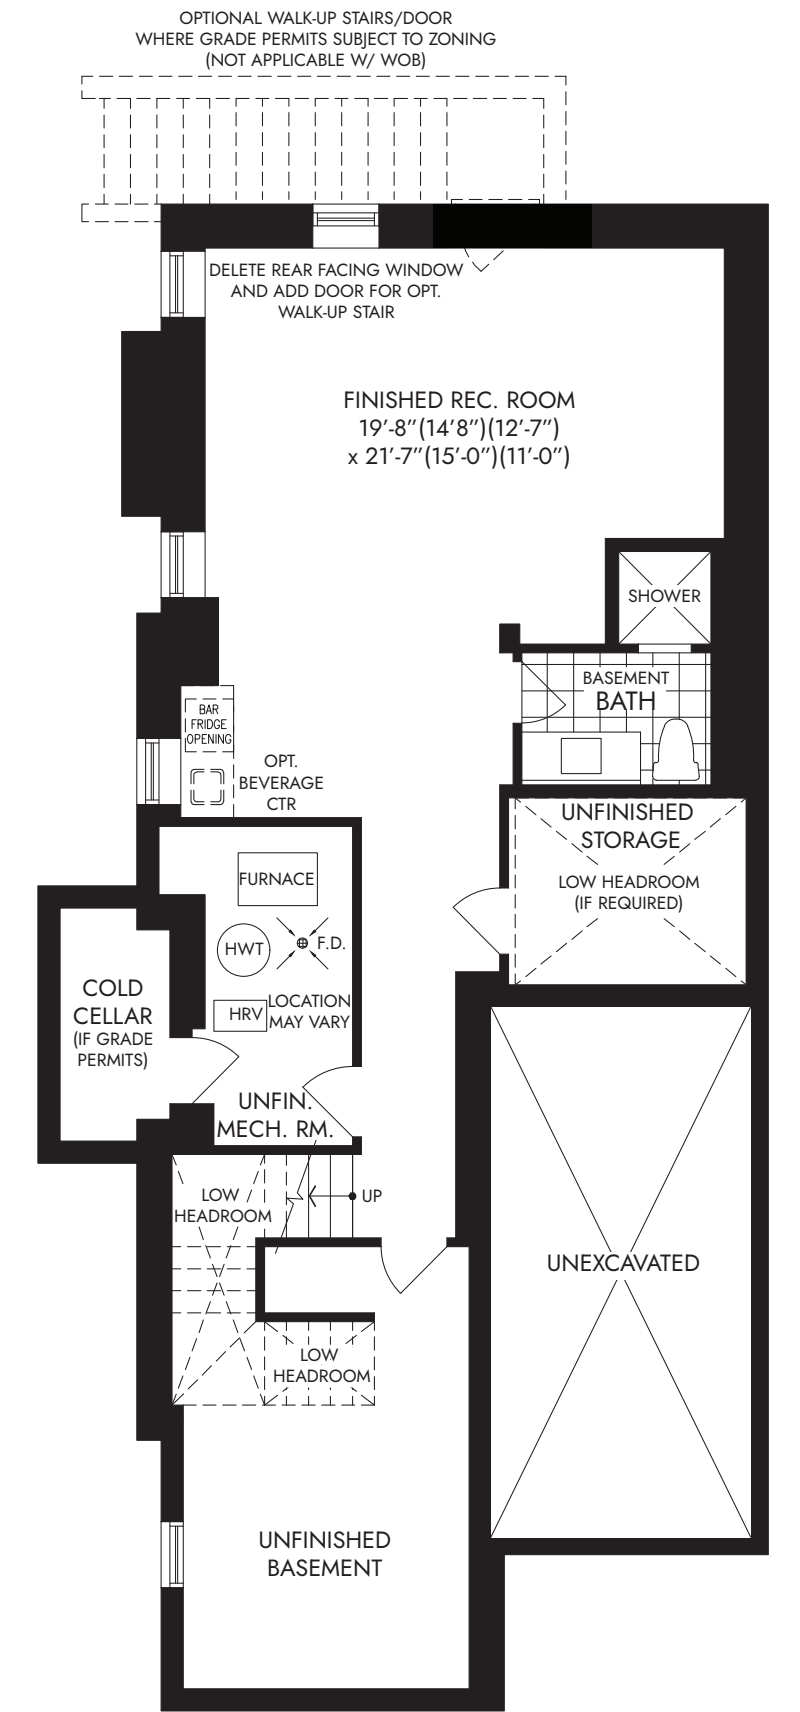 OPTIONAL WALK-UP STAIRS/DOOR
WHERE GRADE PERMITS SUBJECT TO ZONING
(NOT APPLICABLE W/ WOB)
DELETE REAR FACING WINDOW
AND ADD DOOR FOR OPT.
WALK-UP STAIR
FINISHED REC. ROOM
19’-8”(14’8”)(12’-7”)
x 21’-7”(15’-0”)(11’-0”)
SHOWER
BASEMENT
BATH
BAR
FRIDGE
OPENING
OPT.
BEVERAGE
CTR
UNFINISHED
STORAGE
LOW HEADROOM
(IF REQUIRED)
FURNACE
HWT
F.D.
HRV
LOCATION
MAY VARY
COLD
CELLAR
(IF GRADE
PERMITS)
UNFIN.
MECH. RM.
LOW
HEADROOM
UP
UNEXCAVATED
LOW
HEADROOM
UNFINISHED
BASEMENT